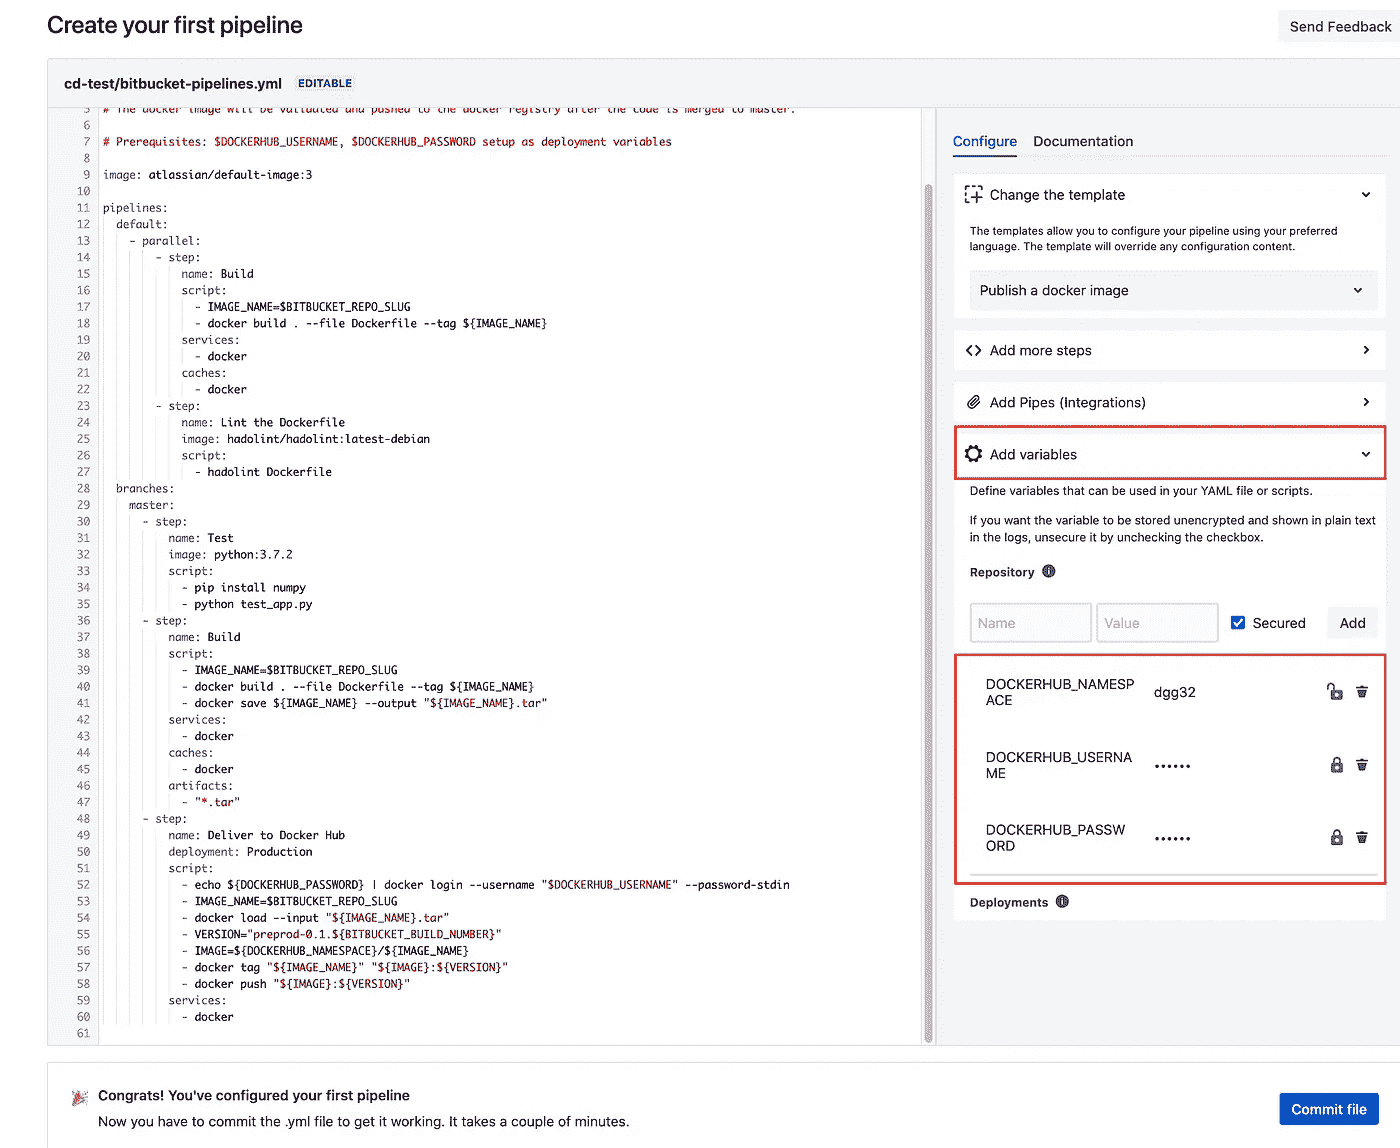 Create your first pipeline
Send Feedback
cd-test/bitbucket-pipelines.yml EDITABLE
5 # The docker image will be validated and pushed to the docker registry after the code is merged to master.
6
7 # Prerequisites: $DOCKERHUB_USERNAME, $DOCKERHUB_PASSWORD setup as deployment variables
8
9 image: atlassian/default-image:3
10
11 pipelines:
12 default:
13 - parallel:
14 - step:
15 name: Build
16 script:
17 - IMAGE_NAME=$BITBUCKET_REPO_SLUG
18 - docker build . --file Dockerfile --tag ${IMAGE_NAME}
19 services:
20 - docker
21 caches:
22 - docker
23 - step:
24 name: Lint the Dockerfile
25 image: hadolint/hadolint:latest-debian
26 script:
27 - hadolint Dockerfile
28 branches:
29 master:
30 - step:
31 name: Test
32 image: python:3.7.2
33 script:
34 - pip install numpy
35 - python test_app.py
36 - step:
37 name: Build
38 script:
39 - IMAGE_NAME=$BITBUCKET_REPO_SLUG
40 - docker build . --file Dockerfile --tag ${IMAGE_NAME}
41 - docker save ${IMAGE_NAME} --output "${IMAGE_NAME}.tar"
42 services:
43 - docker
44 caches:
45 - docker
46 artifacts:
47 - "*.tar"
48 - step:
49 name: Deliver to Docker Hub
50 deployment: Production
51 script:
52 - echo ${DOCKERHUB_PASSWORD} | docker login --username "$DOCKERHUB_USERNAME" --password-stdin
53 - IMAGE_NAME=$BITBUCKET_REPO_SLUG
54 - docker load --input "${IMAGE_NAME}.tar"
55 - VERSION="preprod-0.1.${BITBUCKET_BUILD_NUMBER}"
56 - IMAGE=${DOCKERHUB_NAMESPACE}/${IMAGE_NAME}
57 - docker tag "${IMAGE_NAME}" "${IMAGE}:${VERSION}"
58 - docker push "${IMAGE}:${VERSION}"
59 services:
60 - docker
61
Configure Documentation
Change the template
The templates allow you to configure your pipeline using your preferred
language. The template will override any configuration content.
Publish a docker image
Add more steps
Add Pipes (Integrations)
Add variables
Define variables that can be used in your YAML file or scripts.
If you want the variable to be stored unencrypted and shown in plain text
in the logs, unsecure it by unchecking the checkbox.
Repository
Name Value Secured Add
DOCKERHUB_NAMESP
ACE
dgg32
DOCKERHUB_USERNA
ME
••••••
DOCKERHUB_PASSW
ORD
••••••
Deployments
Congrats! You've configured your first pipeline
Now you have to commit the .yml file to get it working. It takes a couple of minutes.
Commit file